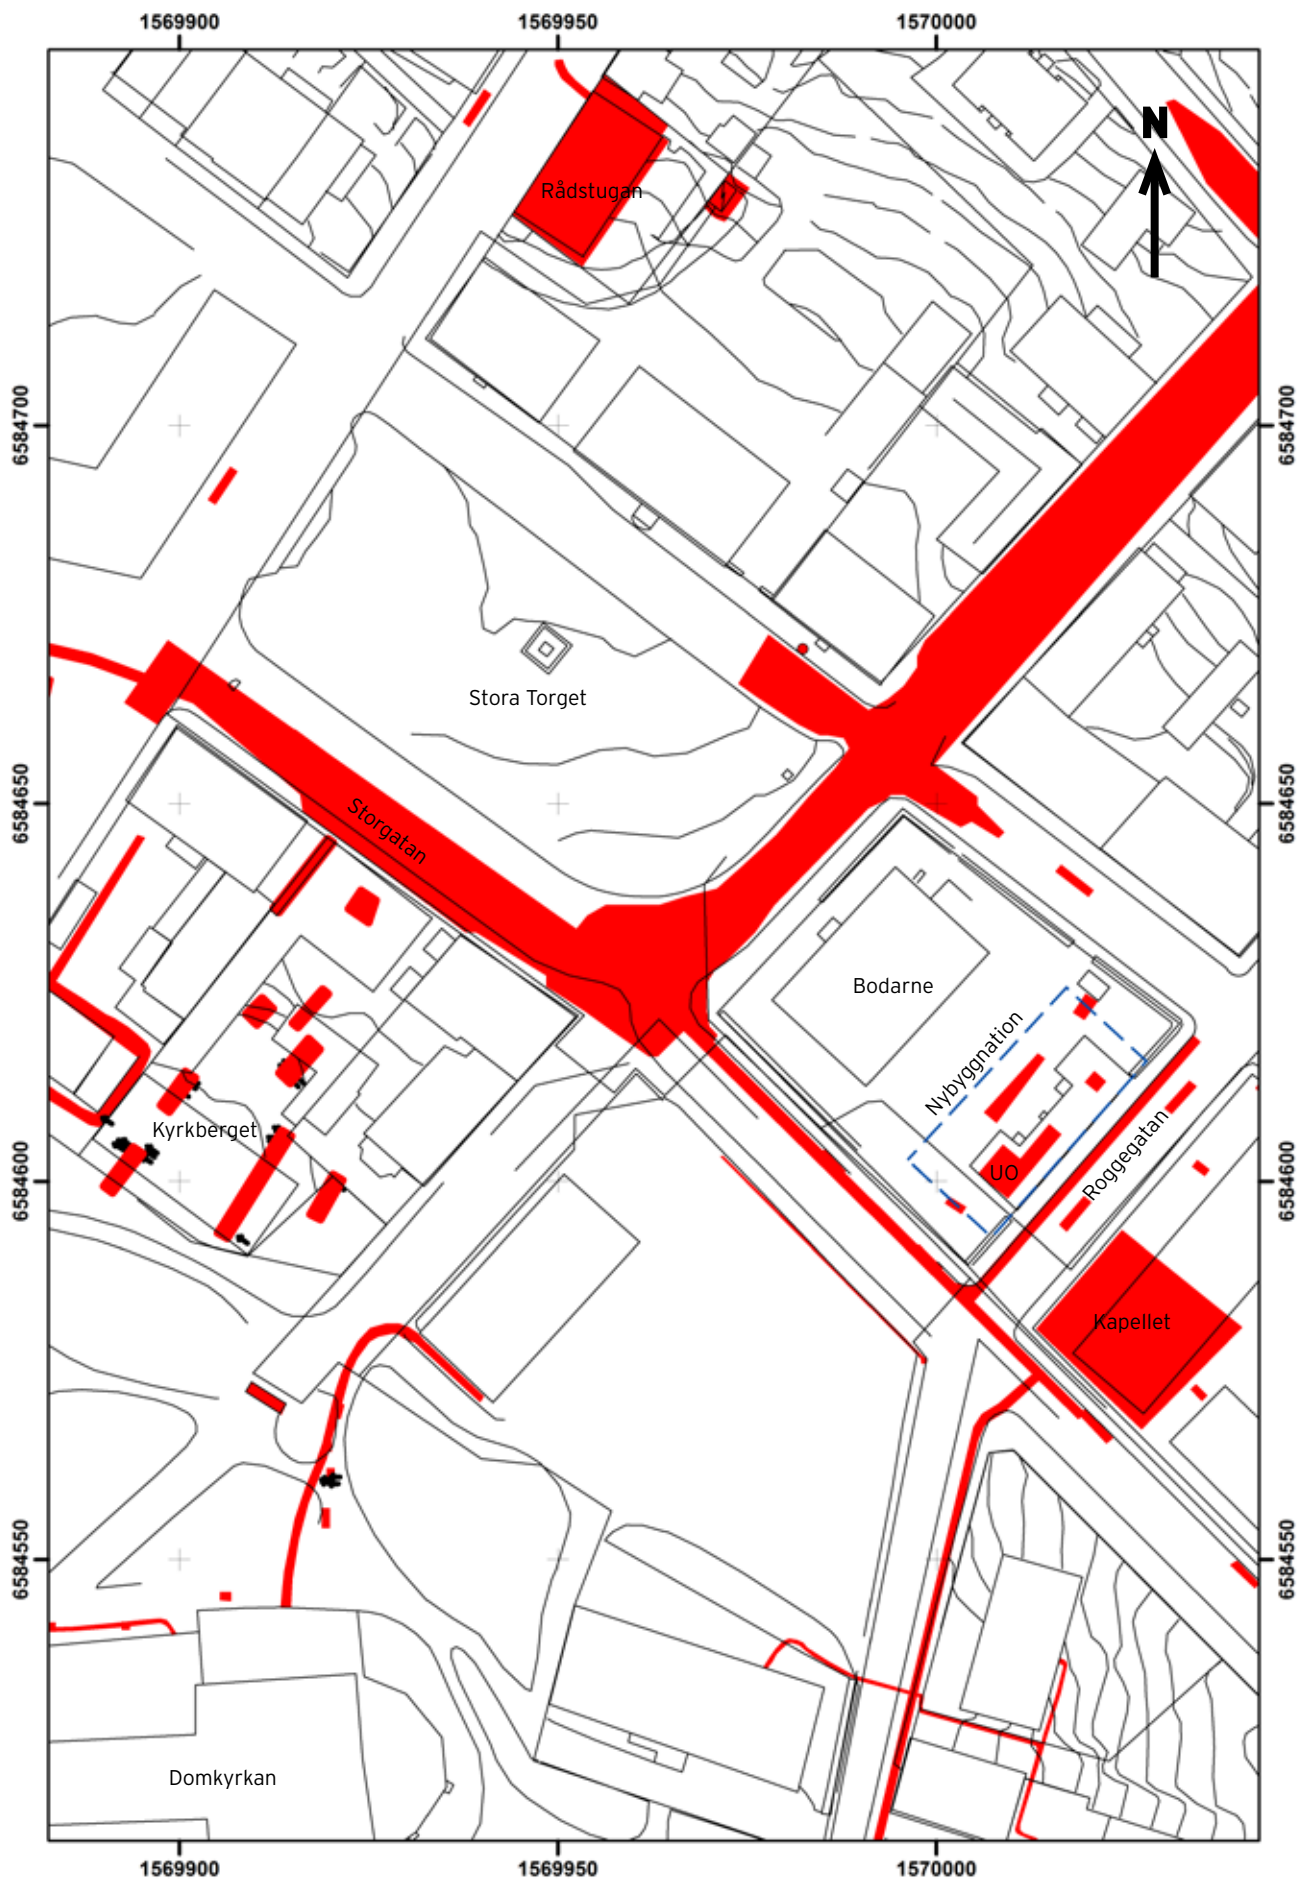 1569900
1569950
1570000
N
Rådstugan
6584700
6584700
Stora Torget
6584650
6584650
Storgatan
Bodarne
Nybyggnation
Kyrkberget
Roggegatan
UO
6584600
6584600
Kapellet
6584550
6584550
Domkyrkan
1569900
1569950
1570000